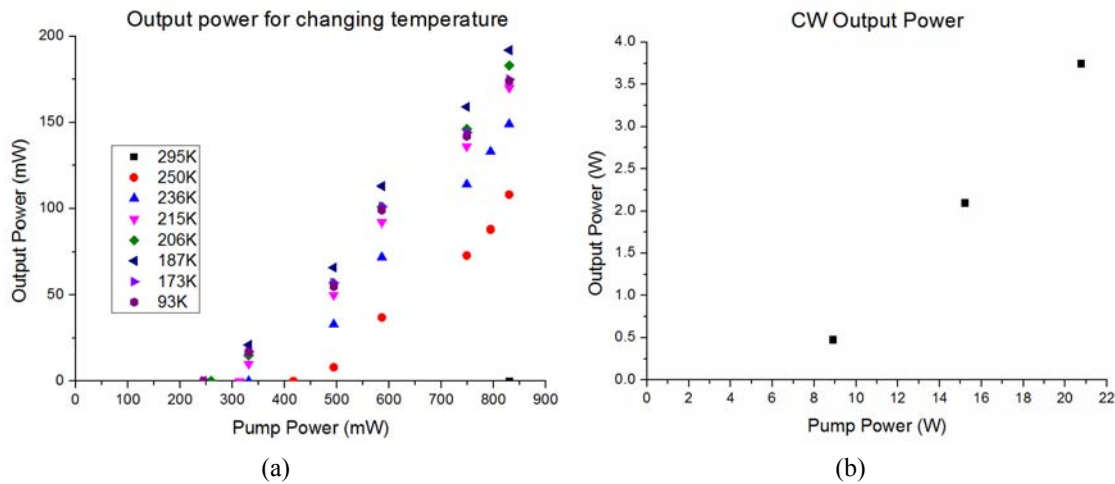 Output power for changing temperature
200
150
100
50
0
Output Power (mW)
295K
250K
236K
215K
206K
187K
173K
93K
0 100 200 300 400 500 600 700 800 900
Pump Power (mW)
(a)
CW Output Power
4.0
3.5
3.0
2.5
2.0
1.5
1.0
0.5
0.0
Output Power (W)
0 2 4 6 8 10 12 14 16 18 20 22
Pump Power (W)
(b)